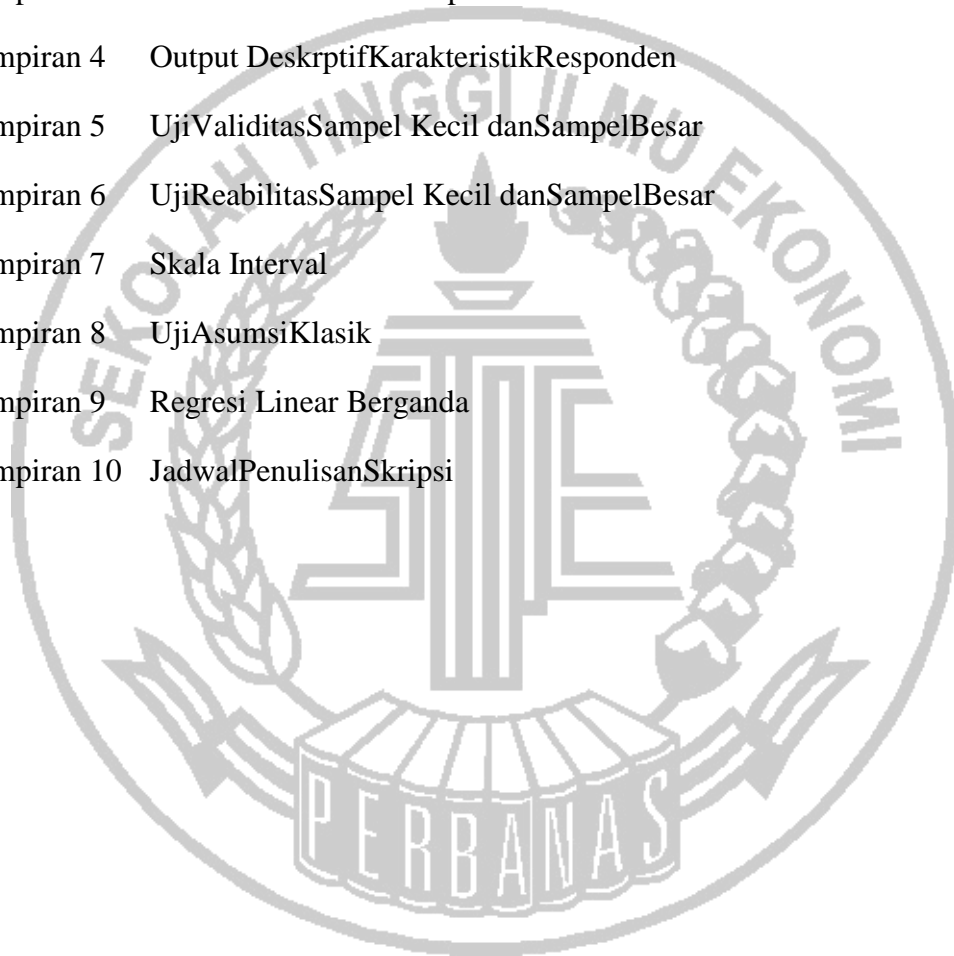 mpiran 4 Output DeskrptifKarakteristikResponden
mpiran 5 UjiValiditasSampel Kecil danSampelBesar
mpiran 6 UjiReabilitasSampel Kecil danSampelBesar
mpiran 7 Skala Interval
mpiran 8 UjiAsumsiKlasik
mpiran 9 Regresi Linear Berganda
mpiran 10 JadwalPenulisanSkripsi
SEKOLAH TINGGI ILMU EKONOMI
STIE
PERBANAS